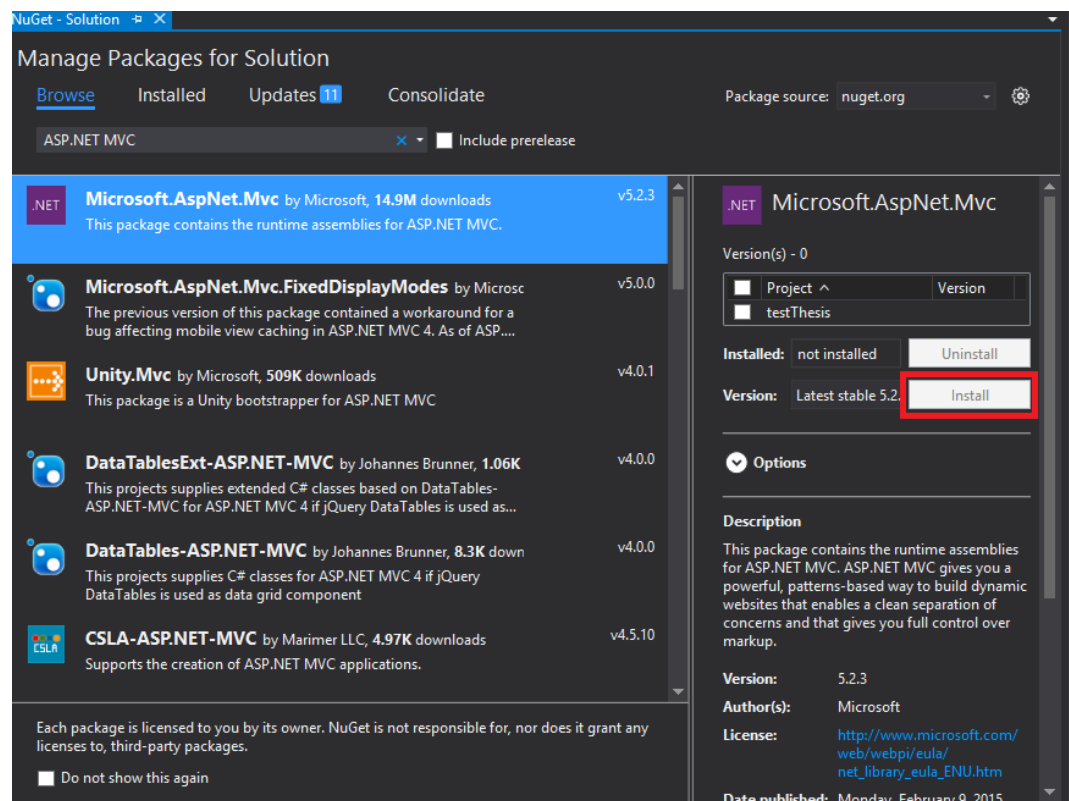 NuGet - Solution
Manage Packages for Solution
Browse Installed Updates 11 Consolidate
Package source: nuget.org
ASP.NET MVC
Include prerelease
.NET
Microsoft.AspNet.Mvc by Microsoft, 14.9M downloads
v5.2.3
This package contains the runtime assemblies for ASP.NET MVC.
Microsoft.AspNet.Mvc.FixedDisplayModes by Microsc
v5.0.0
The previous version of this package contained a workaround for a
bug affecting mobile view caching in ASP.NET MVC 4. As of ASP....
Unity.Mvc by Microsoft, 509K downloads
v4.0.1
This package is a Unity bootstrapper for ASP.NET MVC
DataTablesExt-ASP.NET-MVC by Johannes Brunner, 1.06K
v4.0.0
This projects supplies extended C# classes based on DataTables-
ASP.NET-MVC for ASP.NET MVC 4 if jQuery DataTables is used as...
DataTables-ASP.NET-MVC by Johannes Brunner, 8.3K down
v4.0.0
This projects supplies C# classes for ASP.NET MVC 4 if jQuery
DataTables is used as data grid component
CSLA
CSLA-ASP.NET-MVC by Marimer LLC, 4.97K downloads
v4.5.10
Supports the creation of ASP.NET MVC applications.
Each package is licensed to you by its owner. NuGet is not responsible for, nor does it grant any
licenses to, third-party packages.
Do not show this again
.NET
Microsoft.AspNet.Mvc
Version(s) - 0
Project Version
testThesis
Installed: not installed Uninstall
Version: Latest stable 5.2. Install
Options
Description
This package contains the runtime assemblies
for ASP.NET MVC. ASP.NET MVC gives you a
powerful, patterns-based way to build dynamic
websites that enables a clean separation of
concerns and that gives you full control over
markup.
Version: 5.2.3
Author(s): Microsoft
License: http://www.microsoft.com/
web/webpi/eula/
net_library_eula_ENU.htm
Date published: Monday, February 9, 2015